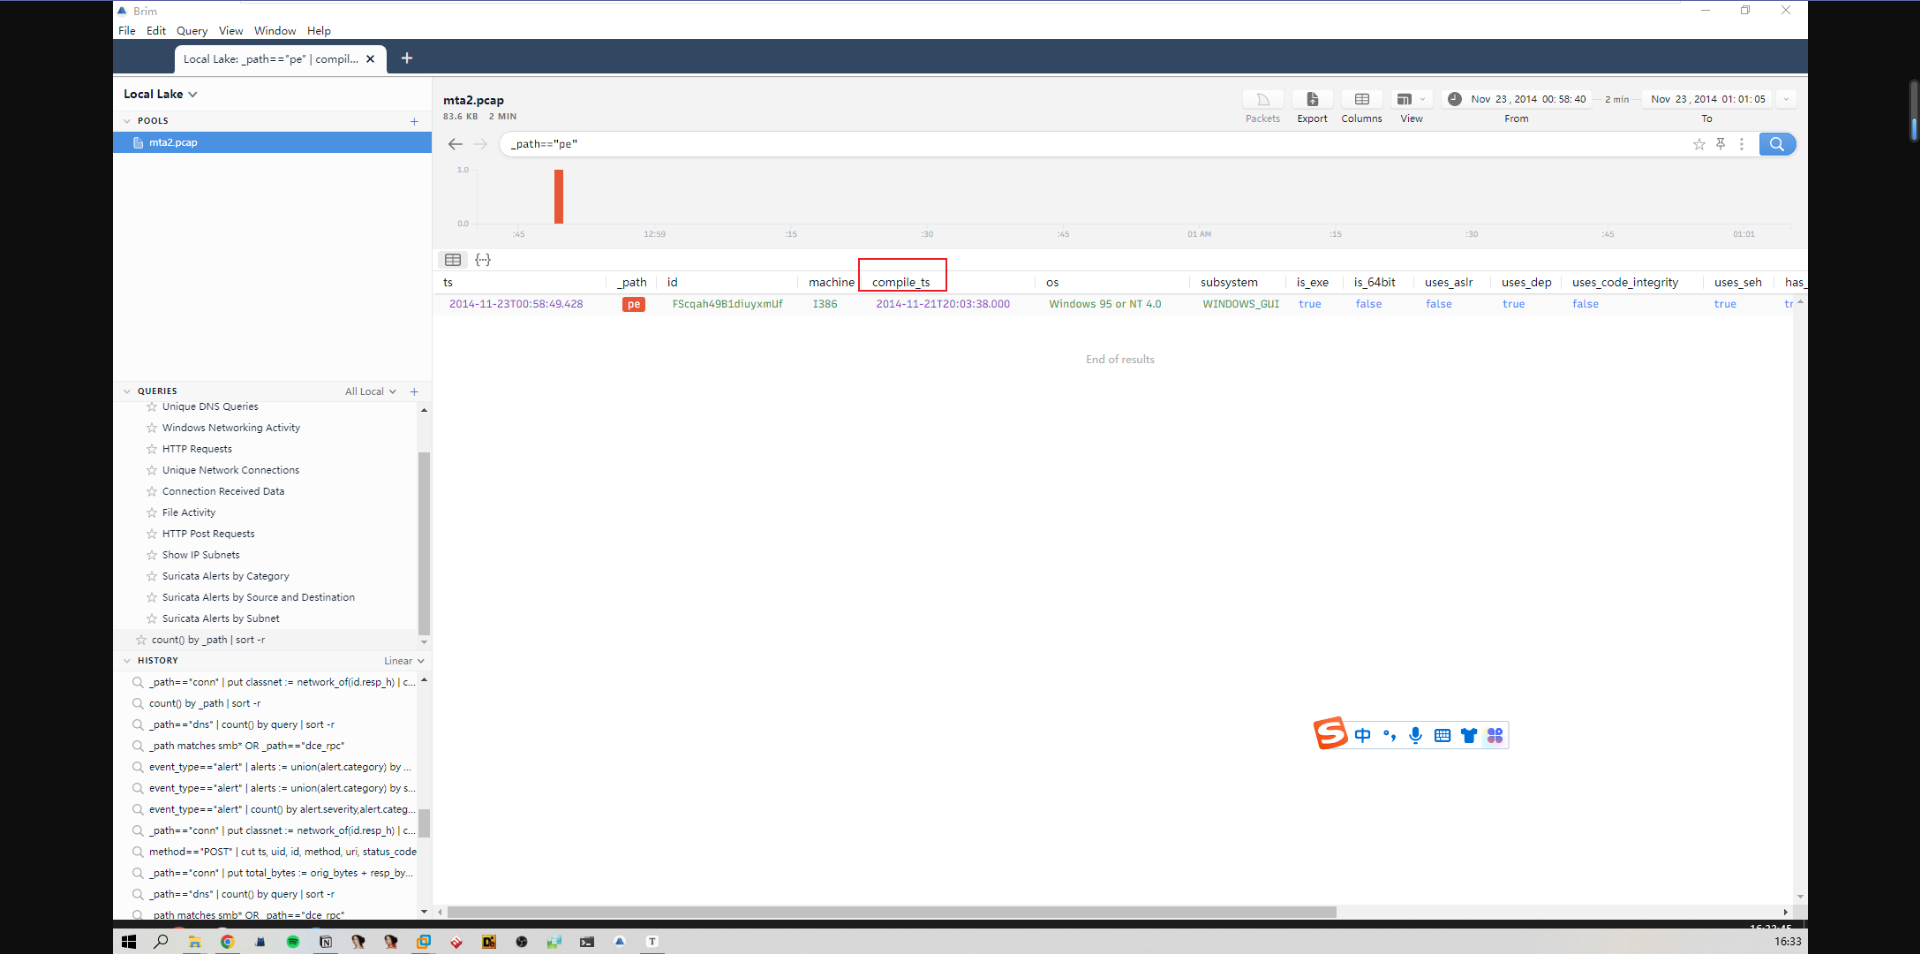 Brim
File Edit Query View Window Help
Local Lake: _path=="pe" | compil...
Local Lake
POOLS
mta2.pcap
mta2.pcap
83.6 KB 2 MIN
Packets
Export
Columns
View
Nov 23, 2014 00:58:40
2 min
Nov 23, 2014 01:01:05
From
To
_path=="pe"
1.0
0.0
:45
12:59
:15
:30
:45
01 AM
:15
:30
:45
01:01
ts _path id machine compile_ts os subsystem is_exe is_64bit uses_aslr uses_dep uses_code_integrity uses_seh has_
2014-11-23T00:58:49.428 pe FScqah49B1diuyxmUf I386 2014-11-21T20:03:38.000 Windows 95 or NT 4.0 WINDOWS_GUI true false false true false true tr
End of results
QUERIES
All Local
Unique DNS Queries
Windows Networking Activity
HTTP Requests
Unique Network Connections
Connection Received Data
File Activity
HTTP Post Requests
Show IP Subnets
Suricata Alerts by Category
Suricata Alerts by Source and Destination
Suricata Alerts by Subnet
count() by _path | sort -r
HISTORY
Linear
_path=="conn" | put classnet := network_of(id.resp_h) | c...
count() by _path | sort -r
_path=="dns" | count() by query | sort -r
_path matches smb* OR _path=="dce_rpc"
event_type=="alert" | alerts := union(alert.category) by ...
event_type=="alert" | alerts := union(alert.category) by s...
event_type=="alert" | count() by alert.severity,alert.categ...
_path=="conn" | put classnet := network_of(id.resp_h) | c...
method=="POST" | cut ts, uid, id, method, uri, status_code
_path=="conn" | put total_bytes := orig_bytes + resp_by...
_path=="dns" | count() by query | sort -r
_path matches smb* OR _path=="dce_rpc"
S 中
16:33